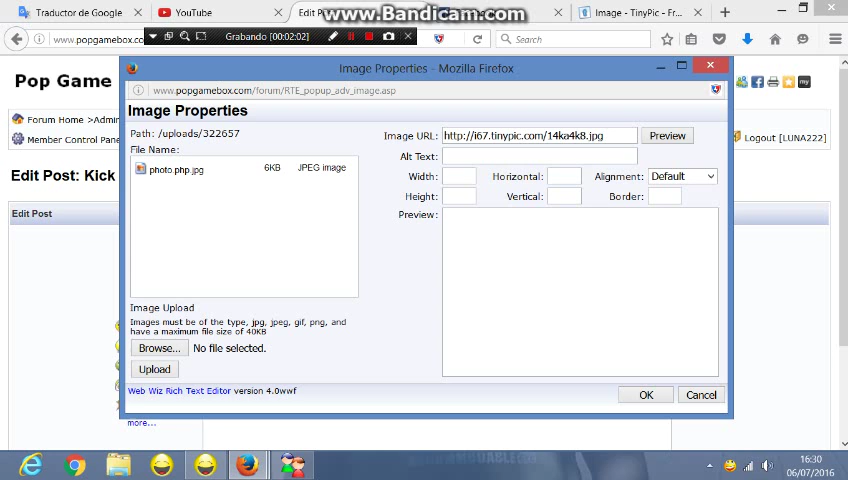 Traductor de Google
YouTube
Edit P
www.Bandicam.com
Image - TinyPic - Fr...
www.popgamebox.com
Grabando [00:02:02]
Search
Pop Game
Image Properties - Mozilla Firefox
www.popgamebox.com/forum/RTE_popup_adv_image.asp
my
Image Properties
Forum Home >Admin
Path: /uploads/322657
Image URL: http://i67.tinypic.com/14ka4k8.jpg Preview
Member Control Pane
Logout [LUNA222]
File Name:
Alt Text:
photo.php.jpg 6KB JPEG image
Width: Horizontal: Alignment: Default
Edit Post: Kick
Height: Vertical: Border:
Edit Post
Preview:
Image Upload
Images must be of the type, jpg, jpeg, gif, png, and
have a maximum file size of 40KB
Browse... No file selected.
Upload
Web Wiz Rich Text Editor version 4.0wwf
OK Cancel
more...
16:30
06/07/2016